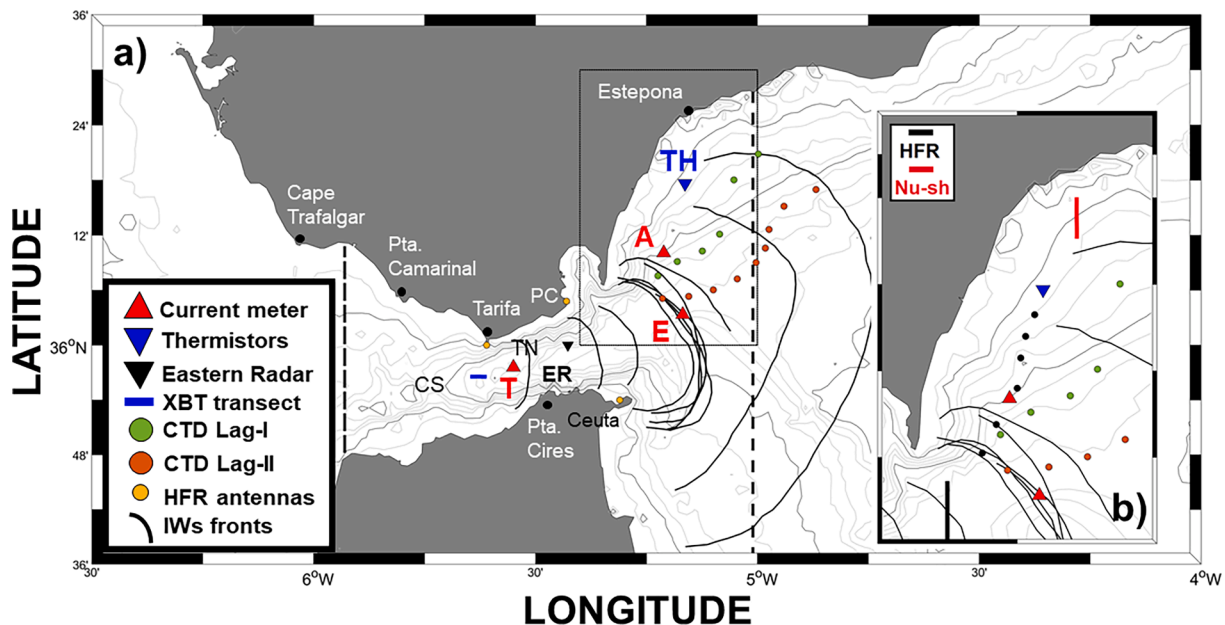 36'
a)
Estepona
24'
TH
HFR
Nu-sh
Cape
Trafalgar
12'
Pta.
Camarinal
A
PC
Tarifa
E
LATITUDE
36°N
TN
ER
CS
T
Ceuta
Pta.
Cires
48'
b)
Current meter
Thermistors
Eastern Radar
XBT transect
CTD Lag-I
CTD Lag-II
HFR antennas
IWs fronts
36'
30'
6°W
30'
5°W
30'
4°W
LONGITUDE